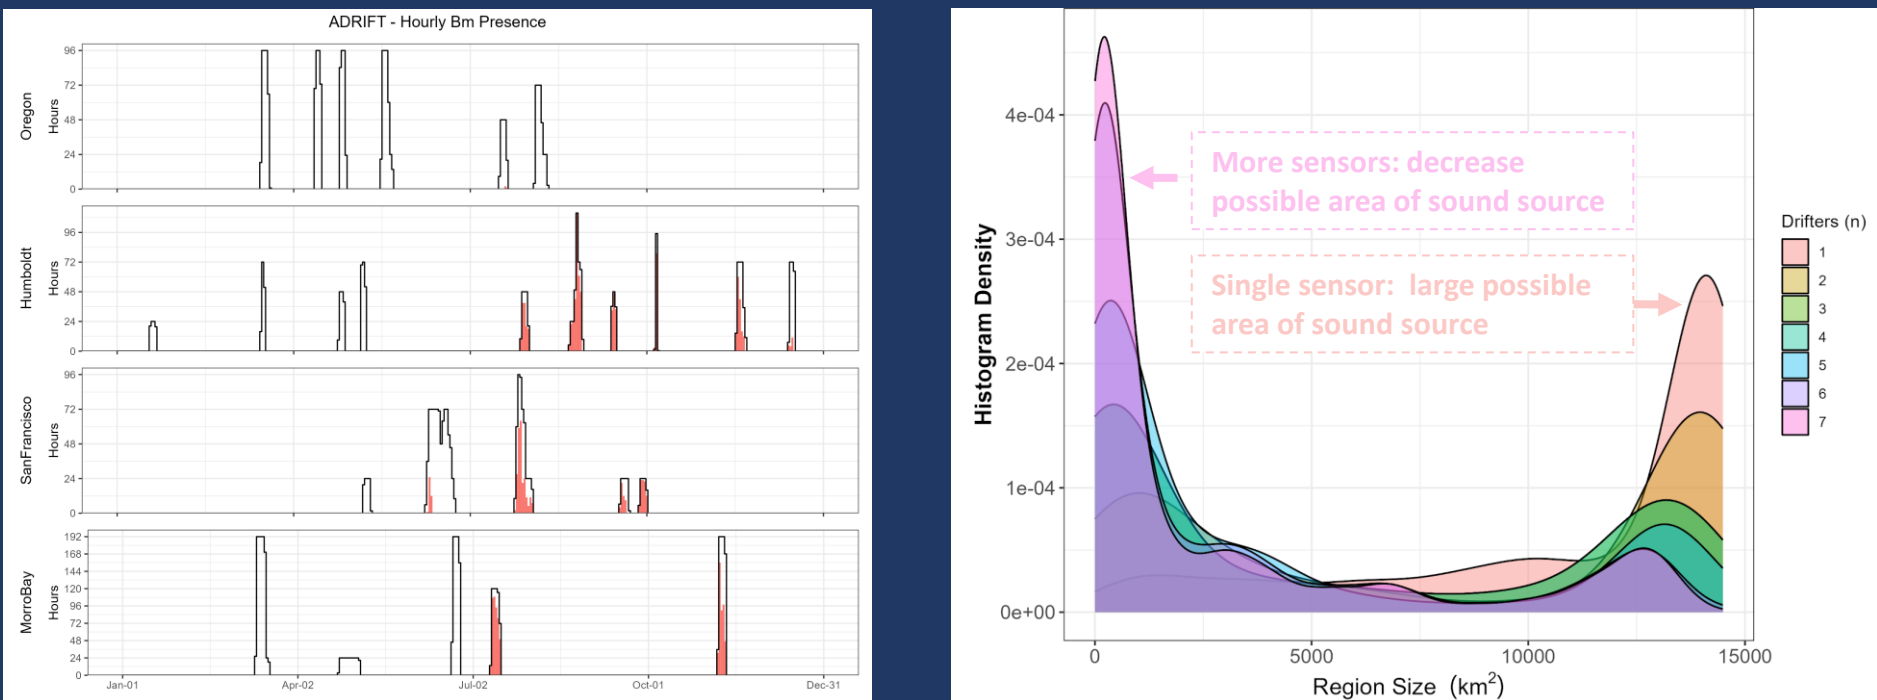 ADRIFT - Hourly Bm Presence
Oregon
Hours
96
72
48
24
0
Humboldt
Hours
96
72
48
24
0
SanFrancisco
Hours
96
72
48
24
0
MorroBay
Hours
192
168
144
120
96
72
48
24
0
Jan-01 Apr-02 Jul-02 Oct-01 Dec-31
Histogram Density
4e-04
3e-04
2e-04
1e-04
0e+00
More sensors: decrease
possible area of sound source
Single sensor: large possible
area of sound source
0 5000 10000 15000
Region Size (km²)
Drifters (n)
1
2
3
4
5
6
7